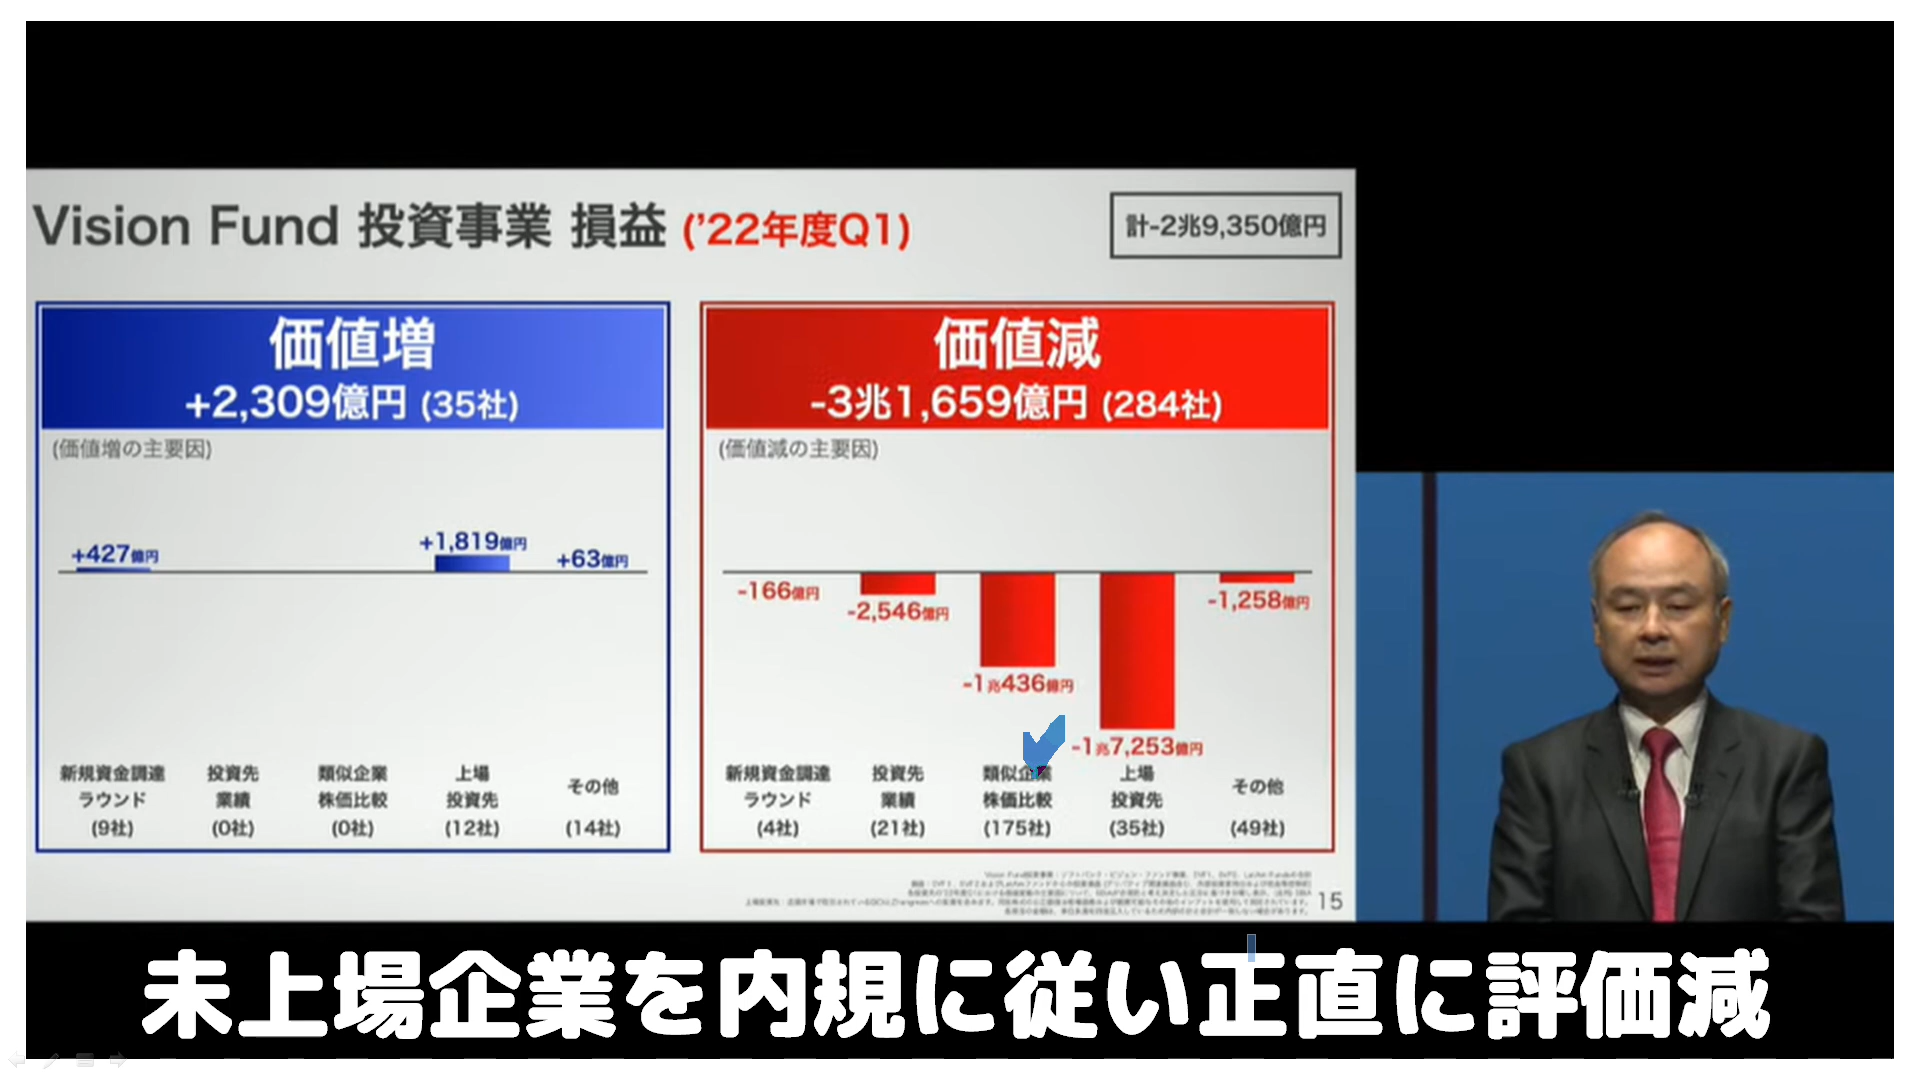 Vision Fund 投資事業 損益 ('22年度Q1)
計-2兆9,350億円
価値増
+2,309億円 (35社)
(価値増の主要因)
+427億円
+1,819億円
+63億円
新規資金調達
ラウンド
(9社)
投資先
業績
(0社)
類似企業
株価比較
(0社)
上場
投資先
(12社)
その他
(14社)
価値減
-3兆1,659億円 (284社)
(価値減の主要因)
-166億円
-2,546億円
-1兆436億円
-1兆7,253億円
-1,258億円
新規資金調達
ラウンド
(4社)
投資先
業績
(21社)
類似企業
株価比較
(175社)
上場
投資先
(35社)
その他
(49社)
15
未上場企業を内規に従い正直に評価減